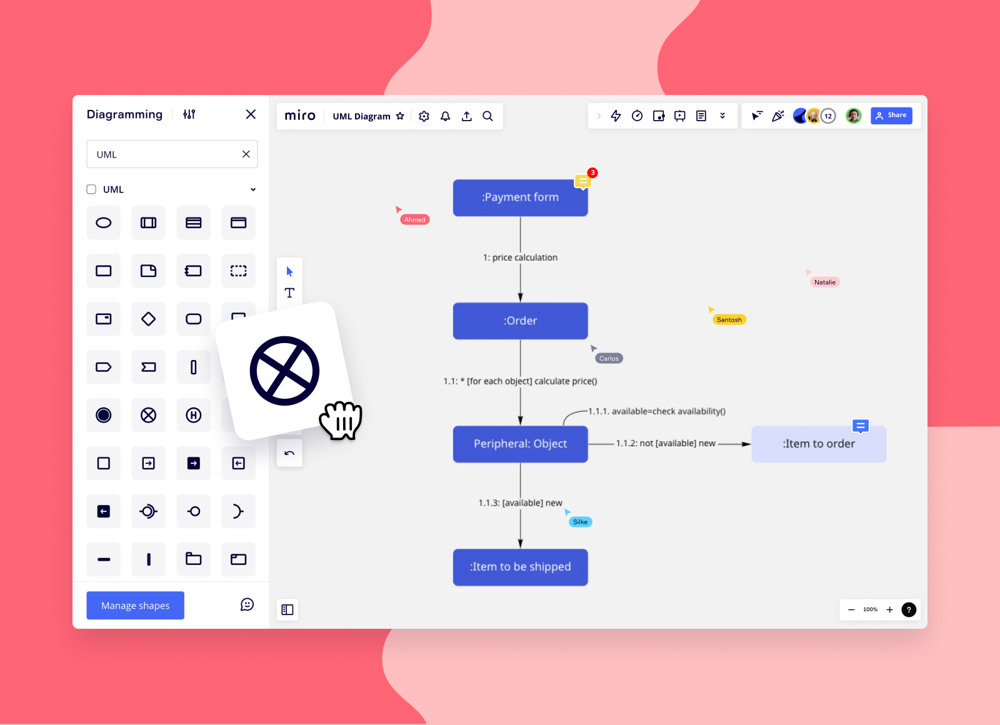 Diagramming
UML
UML
Manage shapes
miro
UML Diagram
12
Share
3
:Payment form
Ahmed
1: price calculation
Natalie
Santosh
:Order
Carlos
1.1: * [for each object] calculate price()
1.1.1. available=check availability()
Peripheral: Object
1.1.2: not [available] new
:Item to order
1.1.3: [available] new
Silke
:Item to be shipped
100%
?
T
H